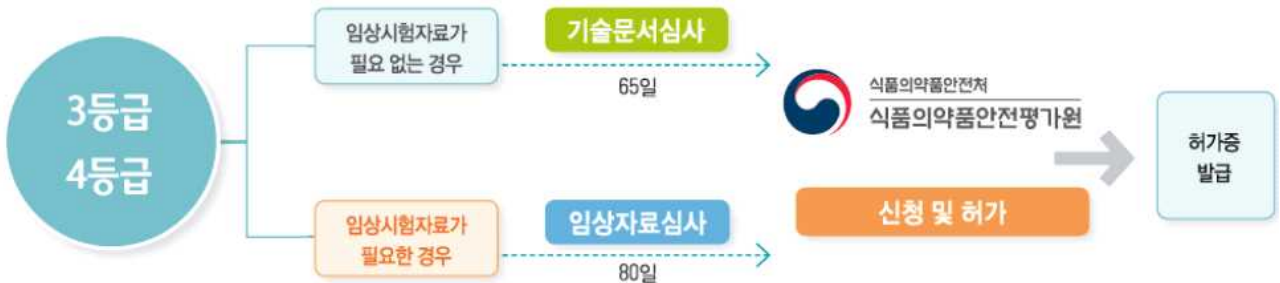 3등급
4등급
임상시험자료가
필요 없는 경우
기술문서심사
65일
임상시험자료가
필요한 경우
임상자료심사
80일
식품의약품안전처
식품의약품안전평가원
신청 및 허가
허가증
발급